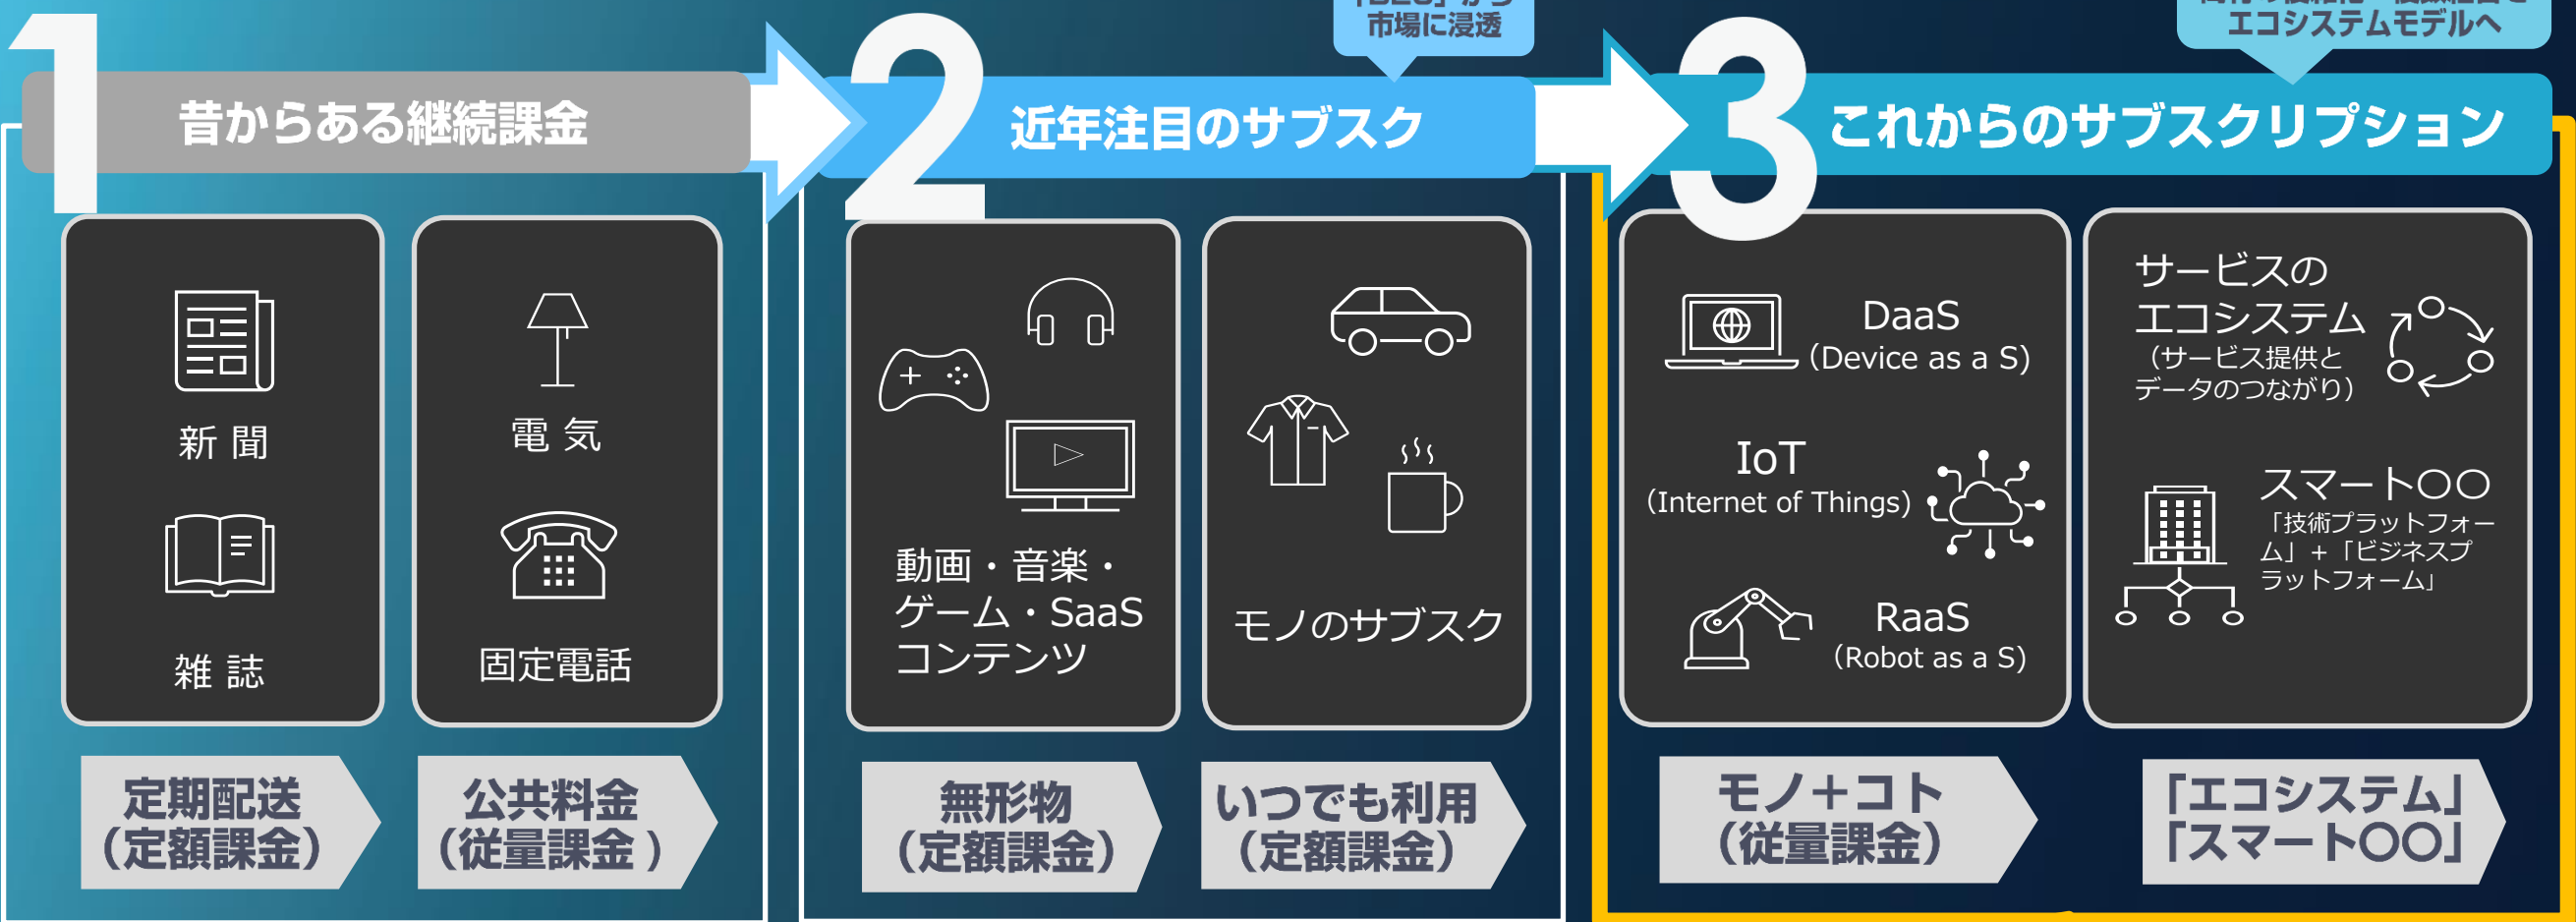 市場に浸透
エコシステムモデルへ
1
昔からある継続課金
2
近年注目のサブスク
3
これからのサブスクリプション
新聞
雑誌
電気
固定電話
動画・音楽・
ゲーム・SaaS
コンテンツ
モノのサブスク
DaaS
（Device as a S）
IoT
（Internet of Things）
RaaS
（Robot as a S）
サービスの
エコシステム
（サービス提供と
データのつながり）
スマート〇〇
「技術プラットフォー
ム」+「ビジネスプ
ラットフォーム」
定期配送
（定額課金）
公共料金
（従量課金）
無形物
（定額課金）
いつでも利用
（定額課金）
モノ＋コト
（従量課金）
「エコシステム」
「スマート〇〇」